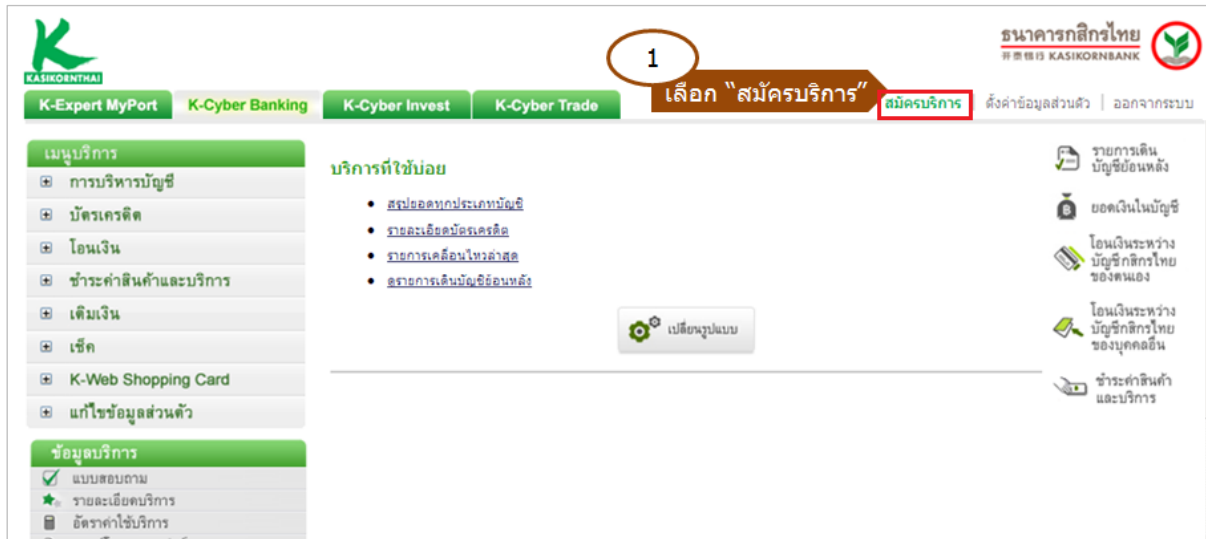 KASIKORNTHAI
ธนาคารกสิกรไทย
KASIKORNBANK
1
เลือก “สมัครบริการ”
K-Expert MyPort
K-Cyber Banking
K-Cyber Invest
K-Cyber Trade
สมัครบริการ
ตั้งค่าข้อมูลส่วนตัว
ออกจากระบบ
เมนูบริการ
การบริหารบัญชี
บัตรเครดิต
โอนเงิน
ชำระค่าสินค้าและบริการ
เติมเงิน
เช็ค
K-Web Shopping Card
แก้ไขข้อมูลส่วนตัว
ข้อมูลบริการ
แบบสอบถาม
รายละเอียดบริการ
อัตราค่าใช้บริการ
บริการที่ใช้บ่อย
สรุปยอดทุกประเภทบัญชี
รายละเอียดบัตรเครดิต
รายการเคลื่อนไหวล่าสุด
ดูรายการเดินบัญชีย้อนหลัง
เปลี่ยนรูปแบบ
รายการเดิน
บัญชีย้อนหลัง
ยอดเงินในบัญชี
โอนเงินระหว่าง
บัญชีกสิกรไทย
ของตนเอง
โอนเงินระหว่าง
บัญชีกสิกรไทย
ของบุคคลอื่น
ชำระค่าสินค้า
และบริการ